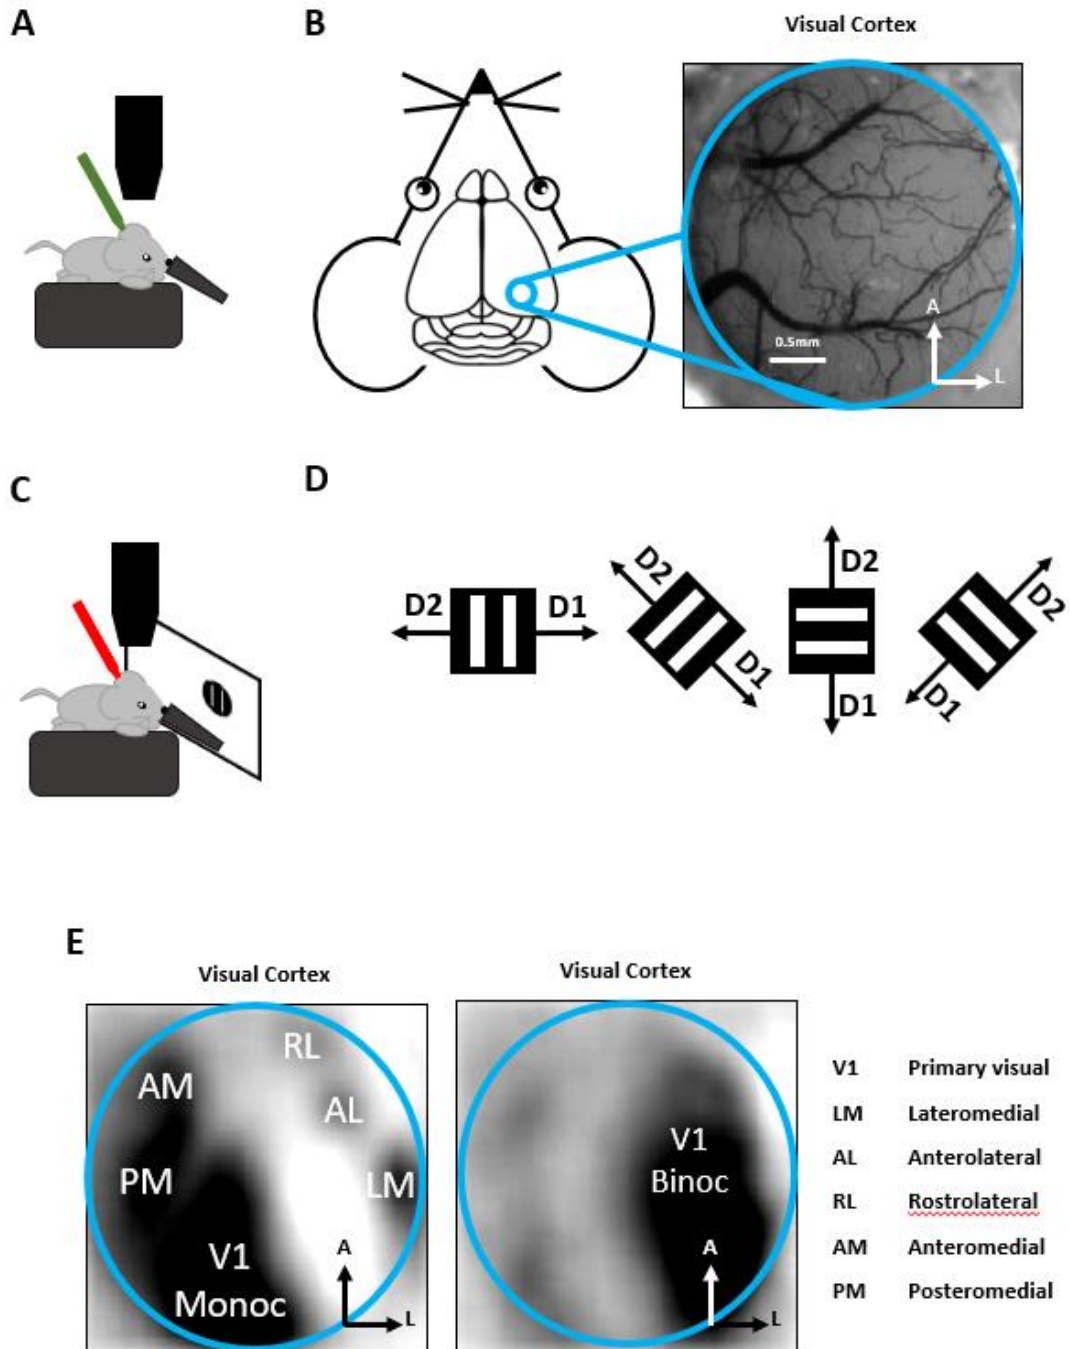 A
B
Visual Cortex
0.5mm
A
L
C
D
D2
D1
D2
D1
D2
D1
D2
D1
E
Visual Cortex
Visual Cortex
RL
AM
AL
PM
LM
V1
Monoc
A
L
V1
Binoc
A
L
V1 Primary visual
LM Lateromedial
AL Anterolateral
RL Rostrolateral
AM Anteromedial
PM Posteromedial